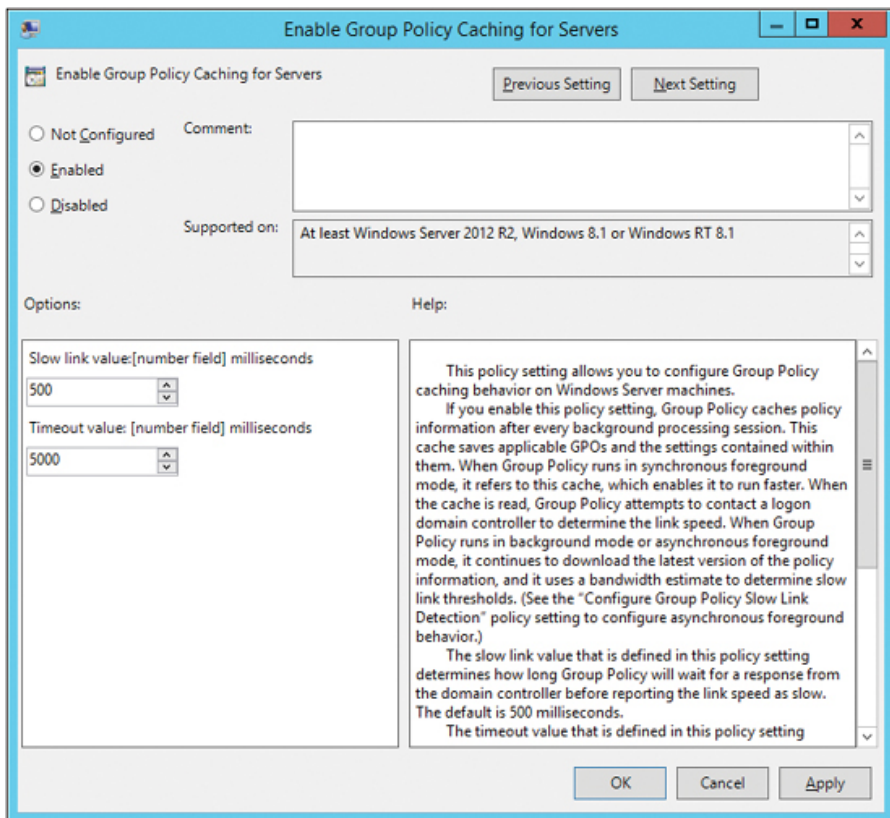 Enable Group Policy Caching for Servers
Enable Group Policy Caching for Servers
Previous Setting
Next Setting
Not Configured
Enabled
Disabled
Comment:
Supported on:
At least Windows Server 2012 R2, Windows 8.1 or Windows RT 8.1
Options:
Help:
Slow link value:[number field] milliseconds
500
Timeout value: [number field] milliseconds
5000
This policy setting allows you to configure Group Policy
caching behavior on Windows Server machines.
If you enable this policy setting, Group Policy caches policy
information after every background processing session. This
cache saves applicable GPOs and the settings contained within
them. When Group Policy runs in synchronous foreground
mode, it refers to this cache, which enables it to run faster. When
the cache is read, Group Policy attempts to contact a logon
domain controller to determine the link speed. When Group
Policy runs in background mode or asynchronous foreground
mode, it continues to download the latest version of the policy
information, and it uses a bandwidth estimate to determine slow
link thresholds. (See the “Configure Group Policy Slow Link
Detection” policy setting to configure asynchronous foreground
behavior.)
The slow link value that is defined in this policy setting
determines how long Group Policy will wait for a response from
the domain controller before reporting the link speed as slow.
The default is 500 milliseconds.
The timeout value that is defined in this policy setting
OK
Cancel
Apply